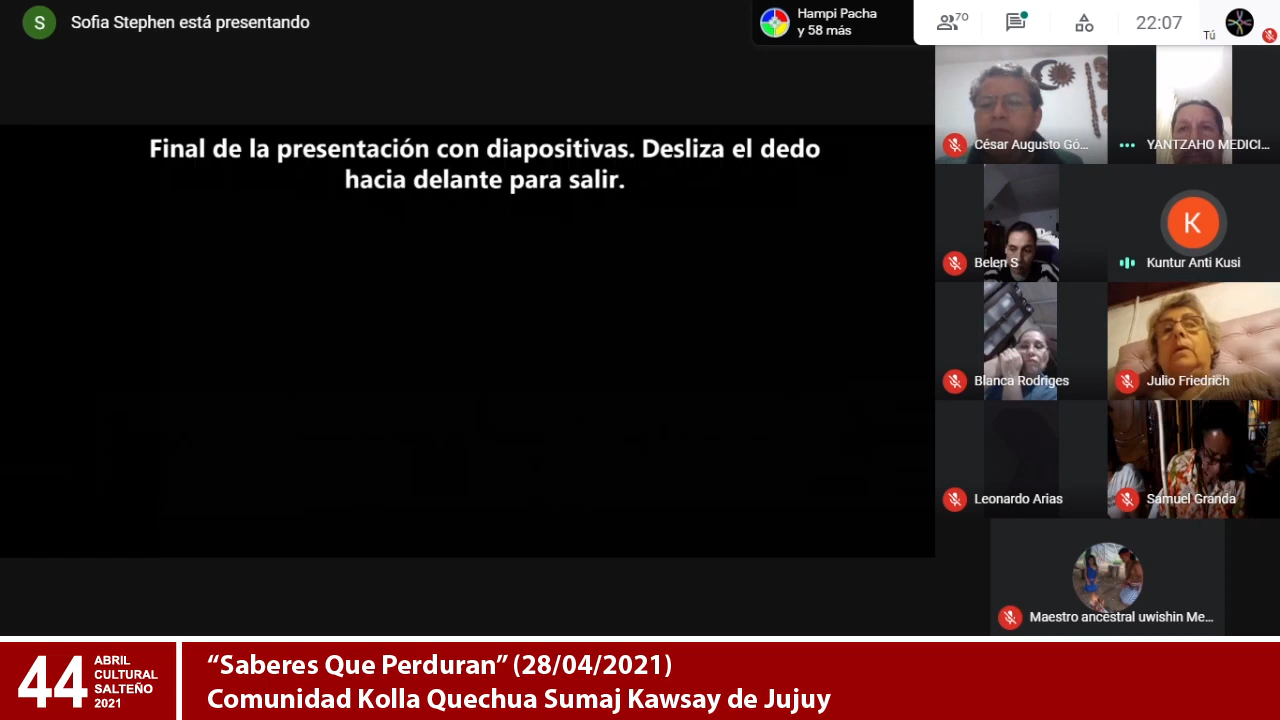 S
Sofia Stephen está presentando
Hampi Pacha
y 58 más
70
22:07
Tú
Final de la presentación con diapositivas. Desliza el dedo
hacia delante para salir.
César Augusto Gó...
YANTZAHO MEDICI...
Belen S
K
Kuntur Anti Kusi
Blanca Rodriges
Julio Friedrich
Leonardo Arias
Samuel Granda
Maestro ancestral uwishin Me...
44
ABRIL
CULTURAL
SALTEÑO
2021
“Saberes Que Perduran” (28/04/2021)
Comunidad Kolla Quechua Sumaj Kawsay de Jujuy